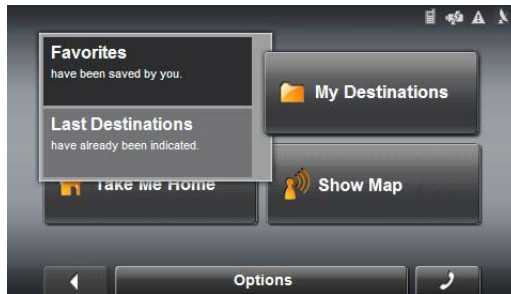 Favorites
have been saved by you.
My Destinations
Last Destinations
have already been indicated.
Take Me Home
Show Map
Options